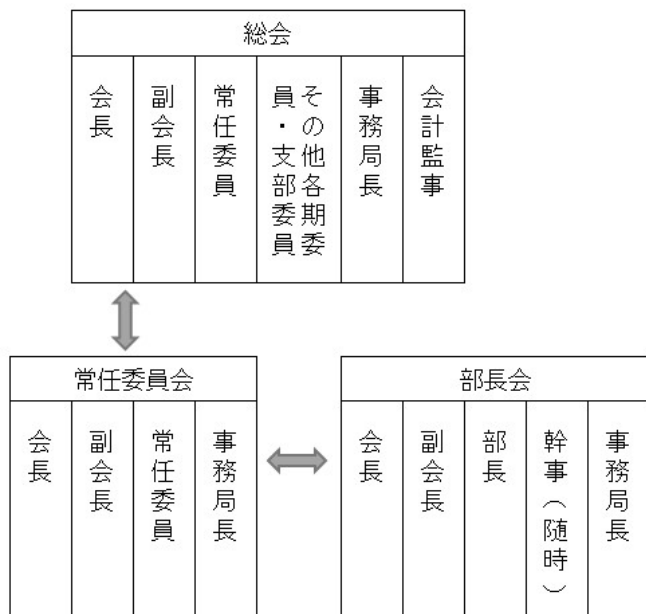 総会
会長
副会長
常任委員
その他各期委
員・支部委員
事務局長
会計監事
常任委員会
会長
副会長
常任委員
事務局長
部長会
会長
副会長
部長
幹事（随時）
事務局長